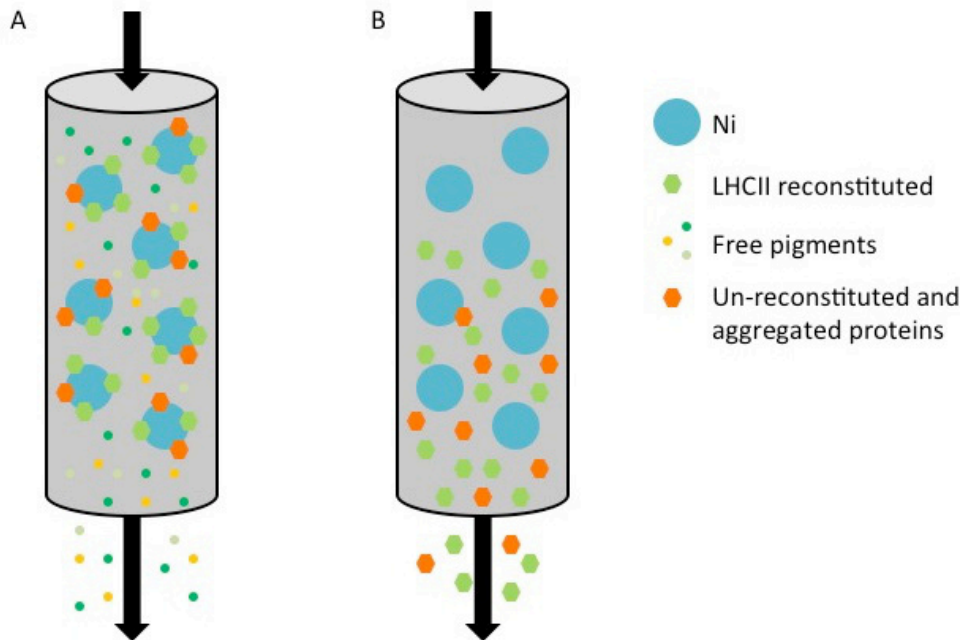 A
B
Ni
LHCII reconstituted
Free pigments
Un-reconstituted and
aggregated proteins